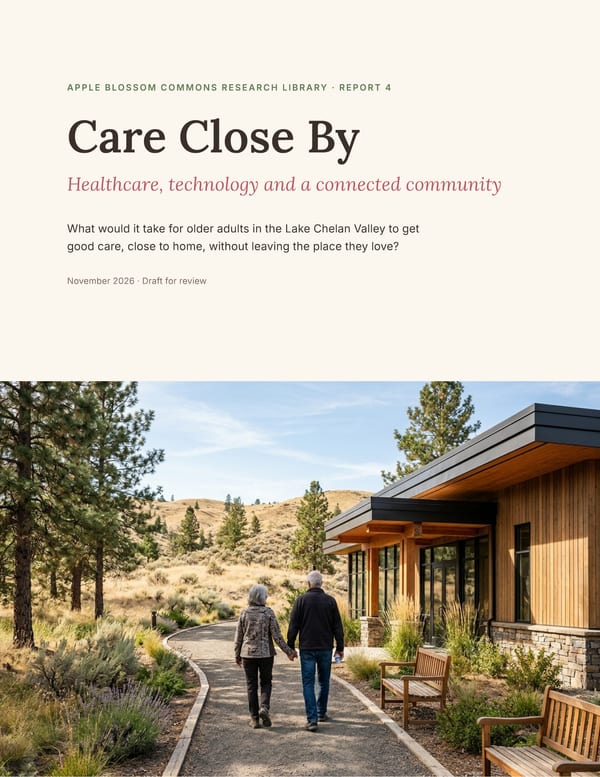 APPLE BLOSSOM COMMONS RESEARCH LIBRARY · REPORT 4
Care Close By
Healthcare, technology and a connected community
What would it take for older adults in the Lake Chelan Valley to get
good care, close to home, without leaving the place they love?
November 2026 · Draft for review